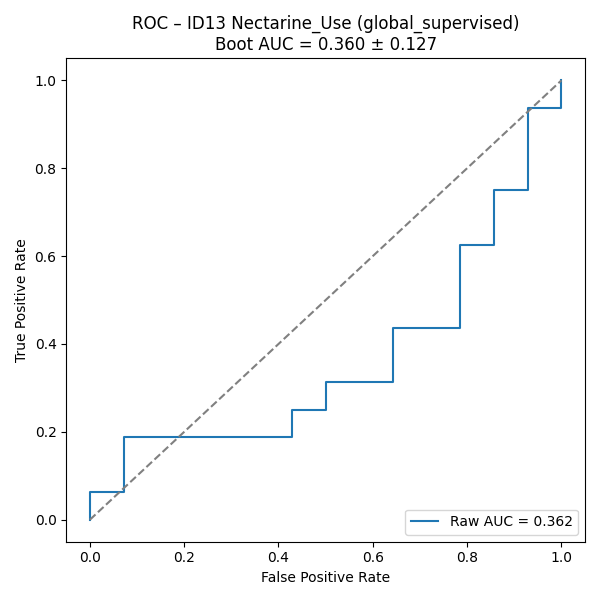 ROC – ID13 Nectarine_Use (global_supervised)
Boot AUC = 0.360 ± 0.127
1.0
0.8
0.6
0.4
0.2
0.0
True Positive Rate
Raw AUC = 0.362
0.0 0.2 0.4 0.6 0.8 1.0
False Positive Rate